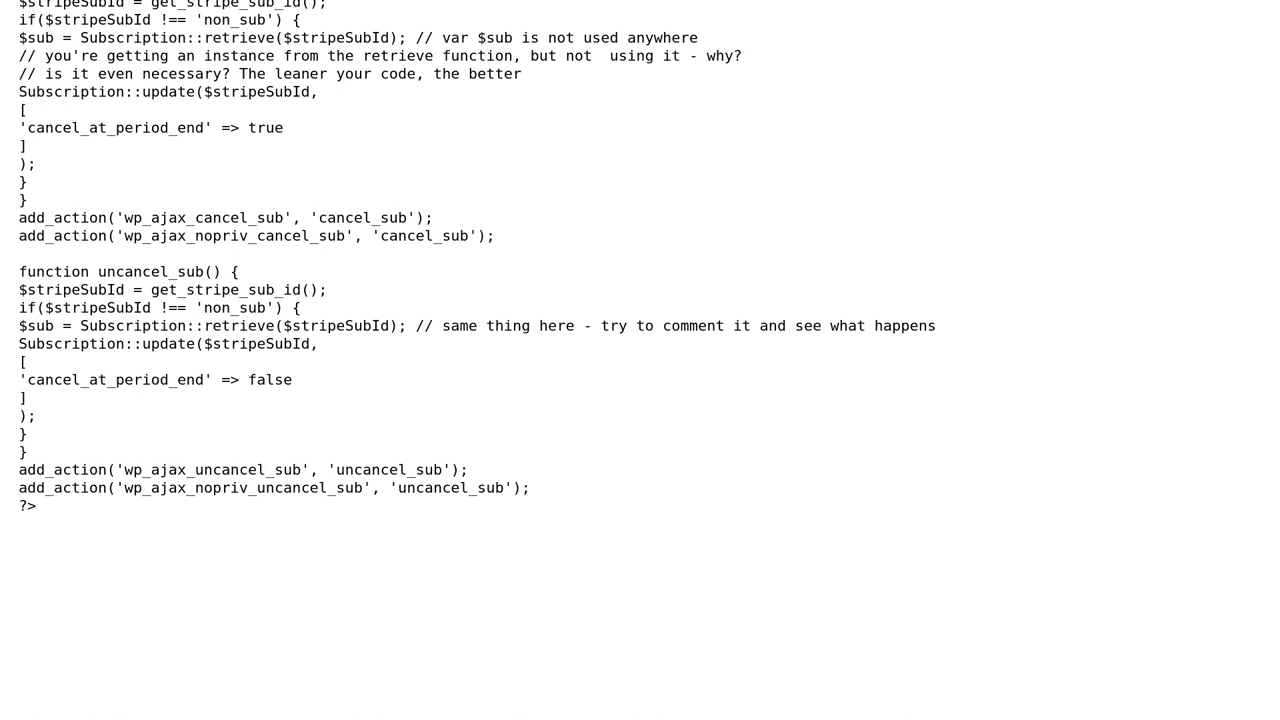 $stripeSubId = get_stripe_sub_id();
if($stripeSubId !== 'non_sub') {
$sub = Subscription::retrieve($stripeSubId); // var $sub is not used anywhere
// you're getting an instance from the retrieve function, but not  using it - why?
// is it even necessary? The leaner your code, the better
Subscription::update($stripeSubId,
[
'cancel_at_period_end' => true
]
);
}
}
add_action('wp_ajax_cancel_sub', 'cancel_sub');
add_action('wp_ajax_nopriv_cancel_sub', 'cancel_sub');
function uncancel_sub() {
$stripeSubId = get_stripe_sub_id();
if($stripeSubId !== 'non_sub') {
$sub = Subscription::retrieve($stripeSubId); // same thing here - try to comment it and see what happens
Subscription::update($stripeSubId,
[
'cancel_at_period_end' => false
]
);
}
}
add_action('wp_ajax_uncancel_sub', 'uncancel_sub');
add_action('wp_ajax_nopriv_uncancel_sub', 'uncancel_sub');
?>